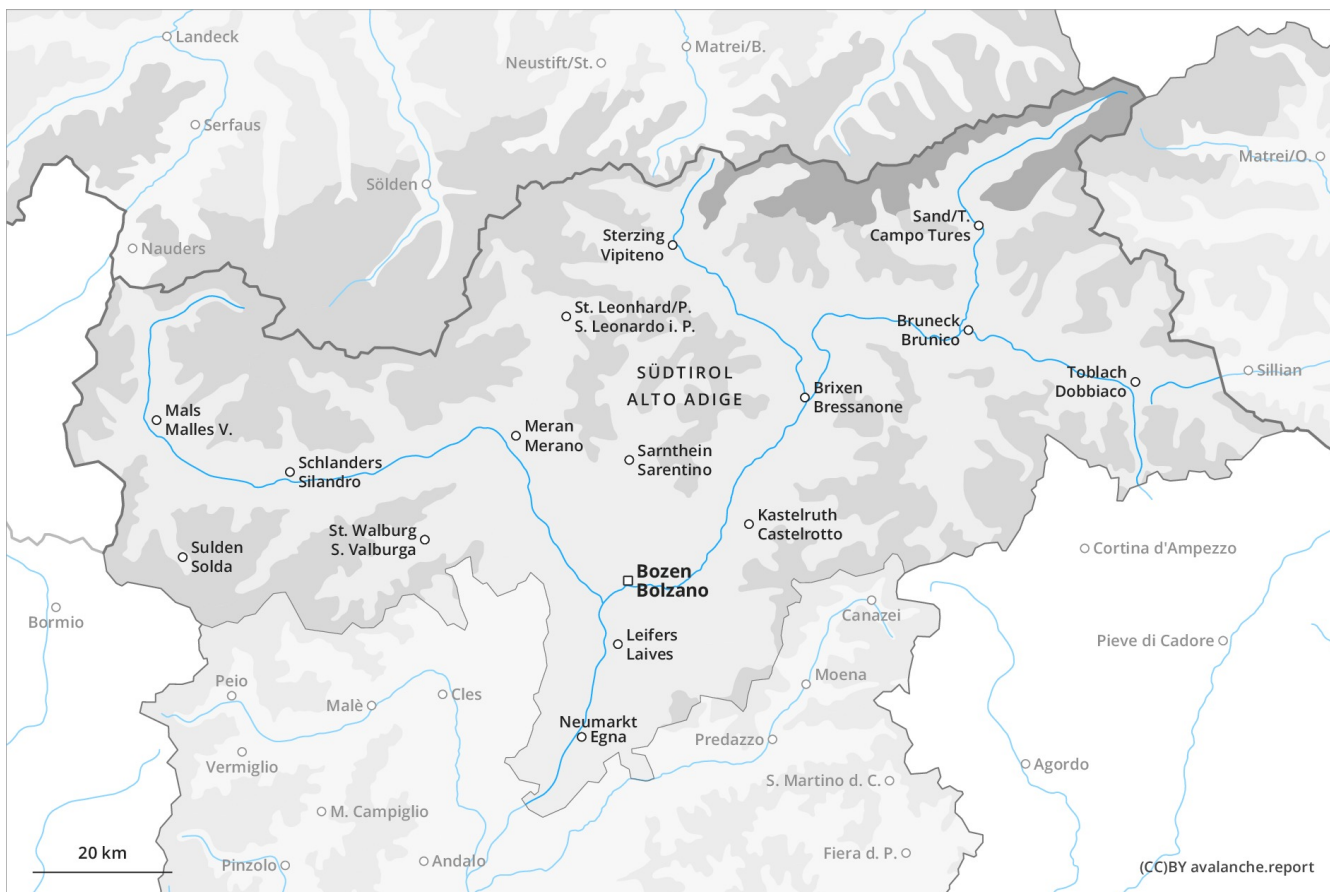 Landeck
Matrei/B.
Neustift/St.
Serfaus
Matrei/O.
Sölden
Sand/T.
Campo Tures
Nauders
Sterzing
Vipiteno
St. Leonhard/P.
S. Leonardo i. P.
Bruneck
Brunico
SÜDTIROL
ALTO ADIGE
Toblach
Dobbiaco
Sillian
Brixen
Bressanone
Mals
Malles V.
Meran
Merano
Schlanders
Silandro
Sarnthein
Sarentino
Kastelruth
Castelrotto
St. Walburg
S. Valburga
Sulden
Solda
Cortina d'Ampezzo
Bozen
Bolzano
Bormio
Canazei
Leifers
Laives
Pieve di Cadore
Peio
Moena
Malè
Cles
Neumarkt
Egna
Predazzo
Vermiglio
Agordo
S. Martino d. C.
M. Campiglio
20 km
Pinzolo
Andalo
Fiera d. P.
(CC)BY avalanche.report